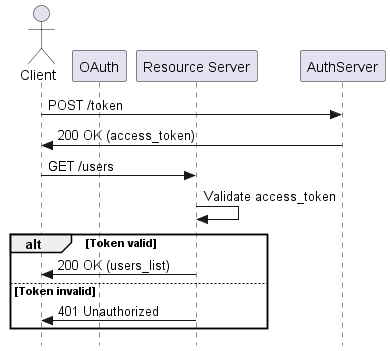 Client
OAuth
Resource Server
AuthServer
POST /token
200 OK (access_token)
GET /users
Validate access_token
alt
[Token valid]
200 OK (users_list)
[Token invalid]
401 Unauthorized